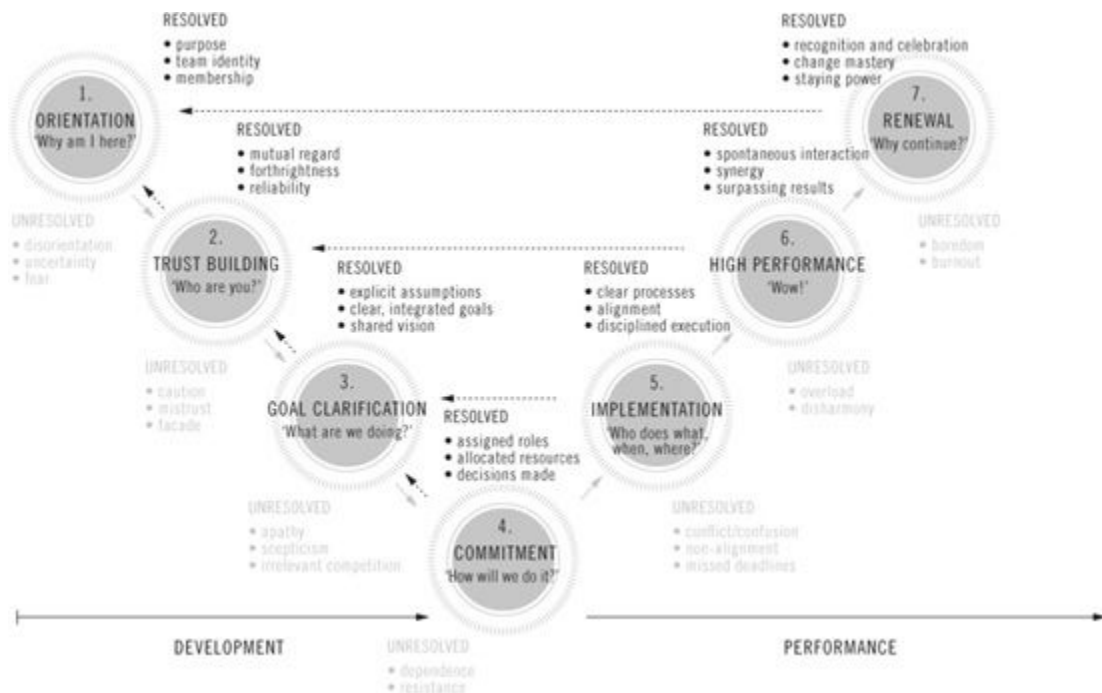 RESOLVED
• purpose
• team identity
• membership
1.
ORIENTATION
'Why am I here?'
UNRESOLVED
• disorientation
• uncertainty
• fear
RESOLVED
• mutual regard
• forthrightness
• reliability
2.
TRUST BUILDING
'Who are you?'
UNRESOLVED
• caution
• mistrust
• facade
RESOLVED
• explicit assumptions
• clear, integrated goals
• shared vision
3.
GOAL CLARIFICATION
'What are we doing?'
UNRESOLVED
• apathy
• scepticism
• irrelevant competition
RESOLVED
• assigned roles
• allocated resources
• decisions made
4.
COMMITMENT
'How will we do it?'
UNRESOLVED
• dependence
• resistance
RESOLVED
• clear processes
• alignment
• disciplined execution
5.
IMPLEMENTATION
'Who does what,
when, where?'
UNRESOLVED
• conflict/confusion
• non-alignment
• missed deadlines
RESOLVED
• spontaneous interaction
• synergy
• surpassing results
6.
HIGH PERFORMANCE
'Wow!'
UNRESOLVED
• overload
• disharmony
RESOLVED
• recognition and celebration
• change mastery
• staying power
7.
RENEWAL
'Why continue?'
UNRESOLVED
• boredom
• burnout
DEVELOPMENT
PERFORMANCE